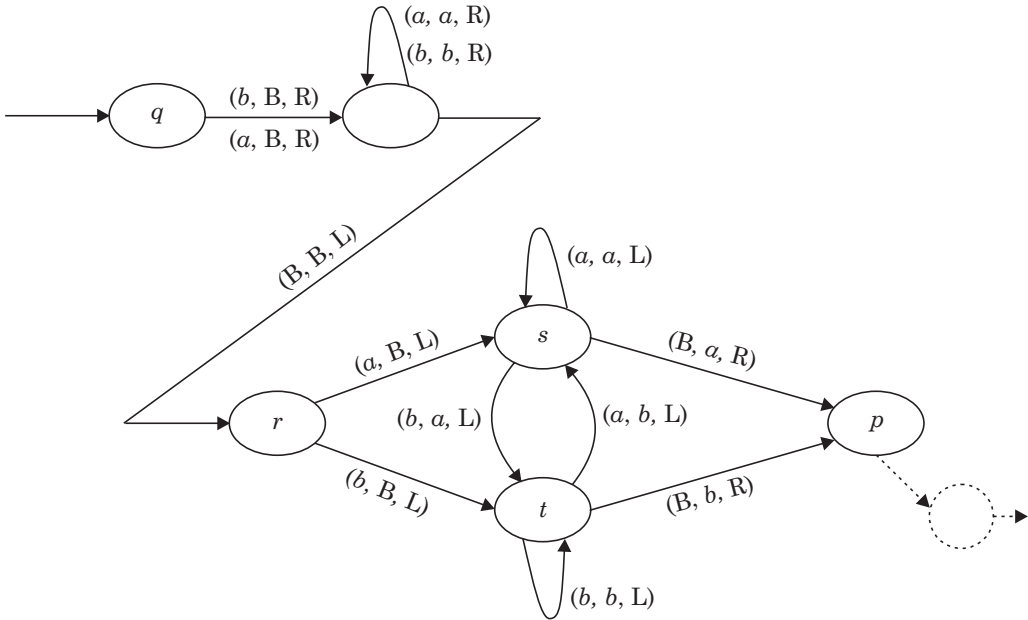 (a, a, R)
(b, b, R)
q
(b, B, R)
(a, B, R)
(B, B, L)
(a, a, L)
s
(a, B, L)
(B, a, R)
r
(b, a, L)
(a, b, L)
p
(b, B, L)
t
(B, b, R)
(b, b, L)